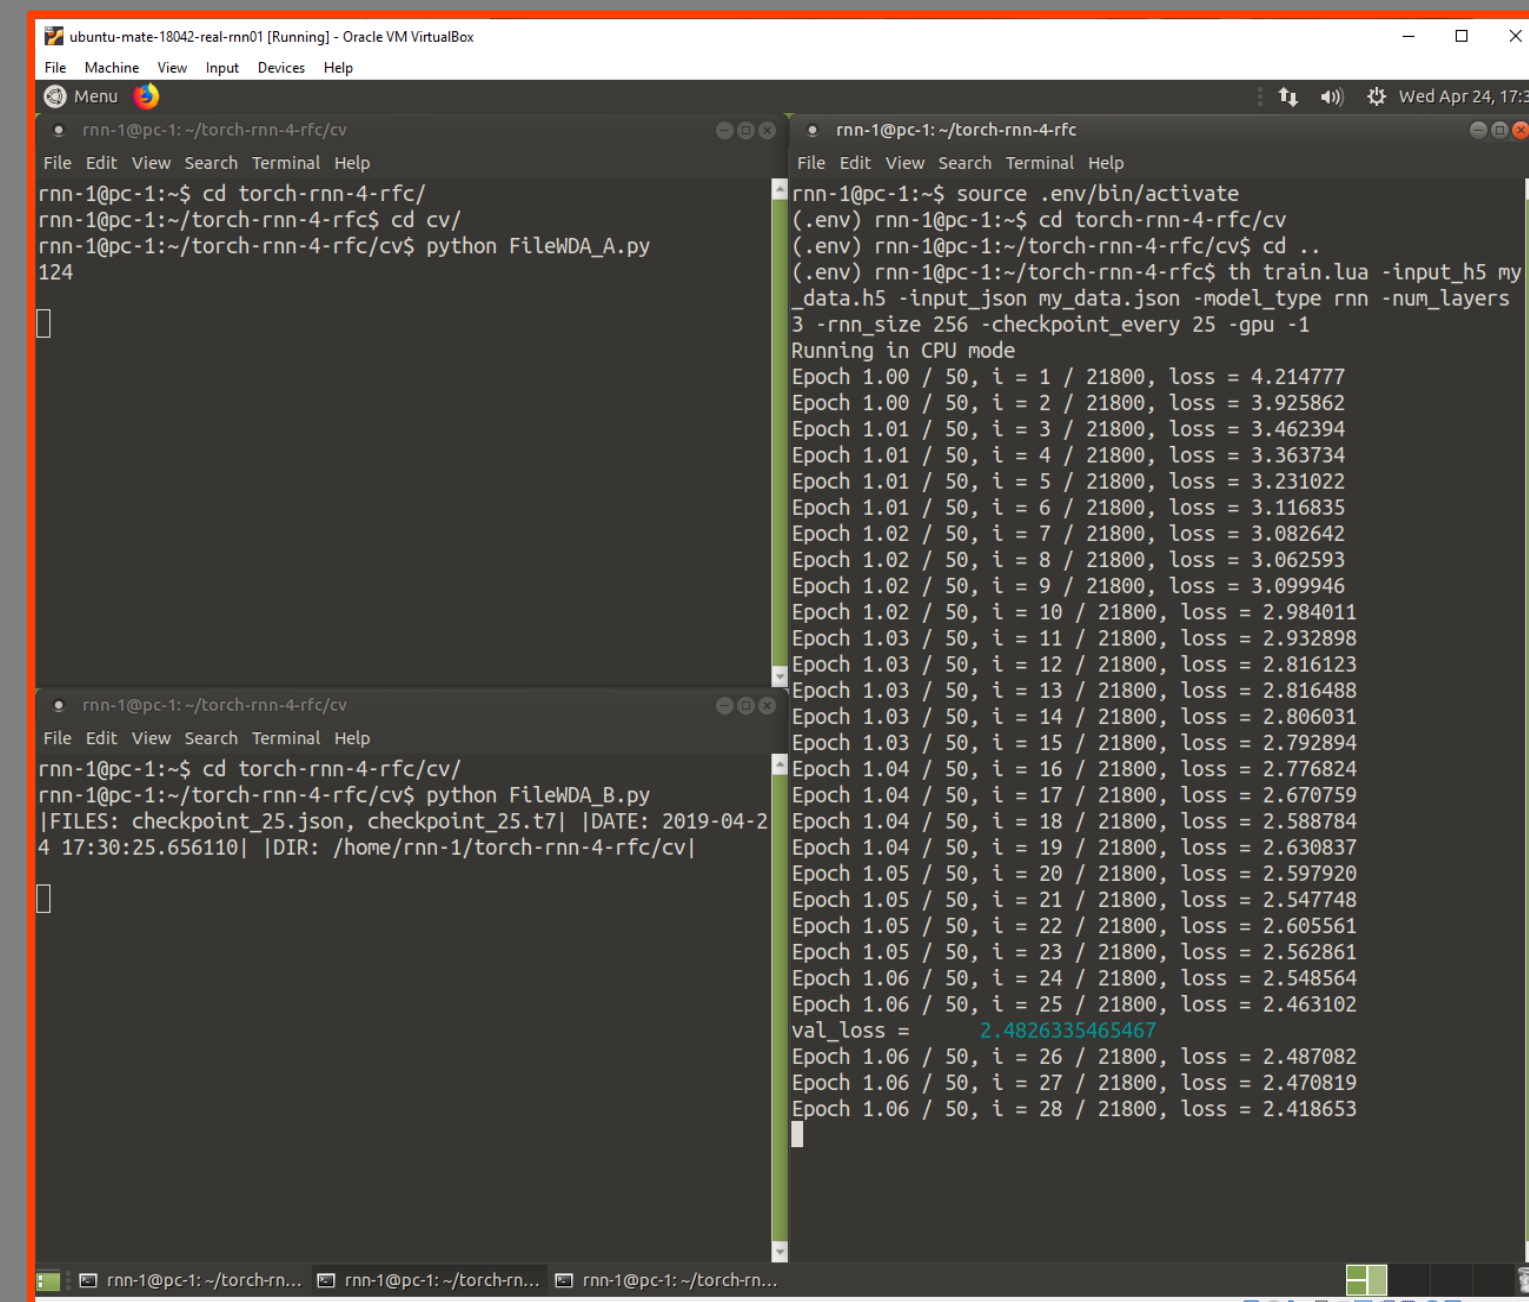 ubuntu-mate-18042-real-rnn01 [Running] - Oracle VM VirtualBox
File Machine View Input Devices Help
Menu
Wed Apr 24, 17:3
rnn-1@pc-1: ~/torch-rnn-4-rfc/cv
File Edit View Search Terminal Help
rnn-1@pc-1:~$ cd torch-rnn-4-rfc/
rnn-1@pc-1:~/torch-rnn-4-rfc$ cd cv/
rnn-1@pc-1:~/torch-rnn-4-rfc/cv$ python FileWDA_A.py
124
rnn-1@pc-1: ~/torch-rnn-4-rfc/cv
File Edit View Search Terminal Help
rnn-1@pc-1:~$ cd torch-rnn-4-rfc/cv/
rnn-1@pc-1:~/torch-rnn-4-rfc/cv$ python FileWDA_B.py
|FILES: checkpoint_25.json, checkpoint_25.t7| |DATE: 2019-04-2
4 17:30:25.656110| |DIR: /home/rnn-1/torch-rnn-4-rfc/cv|
rnn-1@pc-1: ~/torch-rnn-4-rfc
File Edit View Search Terminal Help
rnn-1@pc-1:~$ source .env/bin/activate
(.env) rnn-1@pc-1:~$ cd torch-rnn-4-rfc/cv
(.env) rnn-1@pc-1:~/torch-rnn-4-rfc/cv$ cd ..
(.env) rnn-1@pc-1:~/torch-rnn-4-rfc$ th train.lua -input_h5 my
_data.h5 -input_json my_data.json -model_type rnn -num_layers
3 -rnn_size 256 -checkpoint_every 25 -gpu -1
Running in CPU mode
Epoch 1.00 / 50, i = 1 / 21800, loss = 4.214777
Epoch 1.00 / 50, i = 2 / 21800, loss = 3.925862
Epoch 1.01 / 50, i = 3 / 21800, loss = 3.462394
Epoch 1.01 / 50, i = 4 / 21800, loss = 3.363734
Epoch 1.01 / 50, i = 5 / 21800, loss = 3.231022
Epoch 1.01 / 50, i = 6 / 21800, loss = 3.116835
Epoch 1.02 / 50, i = 7 / 21800, loss = 3.082642
Epoch 1.02 / 50, i = 8 / 21800, loss = 3.062593
Epoch 1.02 / 50, i = 9 / 21800, loss = 3.099946
Epoch 1.02 / 50, i = 10 / 21800, loss = 2.984011
Epoch 1.03 / 50, i = 11 / 21800, loss = 2.932898
Epoch 1.03 / 50, i = 12 / 21800, loss = 2.816123
Epoch 1.03 / 50, i = 13 / 21800, loss = 2.816488
Epoch 1.03 / 50, i = 14 / 21800, loss = 2.806031
Epoch 1.03 / 50, i = 15 / 21800, loss = 2.792894
Epoch 1.04 / 50, i = 16 / 21800, loss = 2.776824
Epoch 1.04 / 50, i = 17 / 21800, loss = 2.670759
Epoch 1.04 / 50, i = 18 / 21800, loss = 2.588784
Epoch 1.04 / 50, i = 19 / 21800, loss = 2.630837
Epoch 1.05 / 50, i = 20 / 21800, loss = 2.597920
Epoch 1.05 / 50, i = 21 / 21800, loss = 2.547748
Epoch 1.05 / 50, i = 22 / 21800, loss = 2.605561
Epoch 1.05 / 50, i = 23 / 21800, loss = 2.562861
Epoch 1.06 / 50, i = 24 / 21800, loss = 2.548564
Epoch 1.06 / 50, i = 25 / 21800, loss = 2.463102
val_loss = 2.4826335465467
Epoch 1.06 / 50, i = 26 / 21800, loss = 2.487082
Epoch 1.06 / 50, i = 27 / 21800, loss = 2.470819
Epoch 1.06 / 50, i = 28 / 21800, loss = 2.418653
rnn-1@pc-1: ~/torch-rn... rnn-1@pc-1: ~/torch-rn... rnn-1@pc-1: ~/torch-rn...